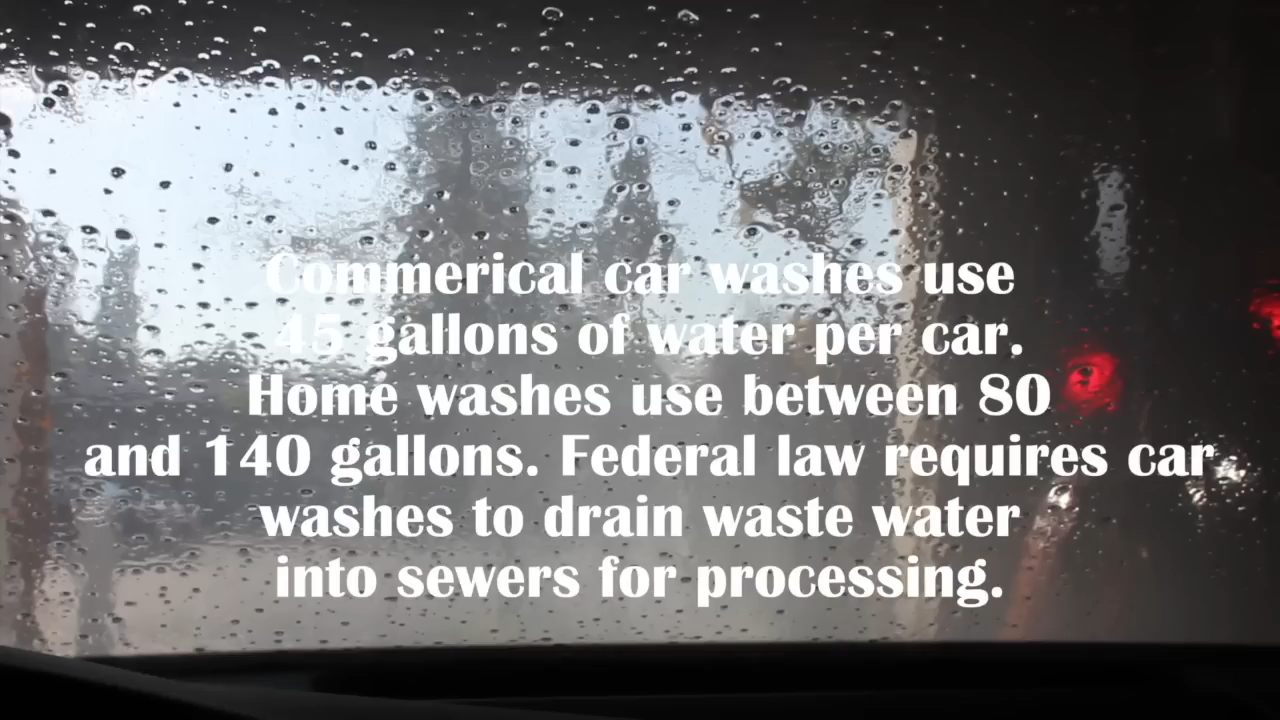 Commerical car washes use
45 gallons of water per car.
Home washes use between 80
and 140 gallons. Federal law requires car
washes to drain waste water
into sewers for processing.